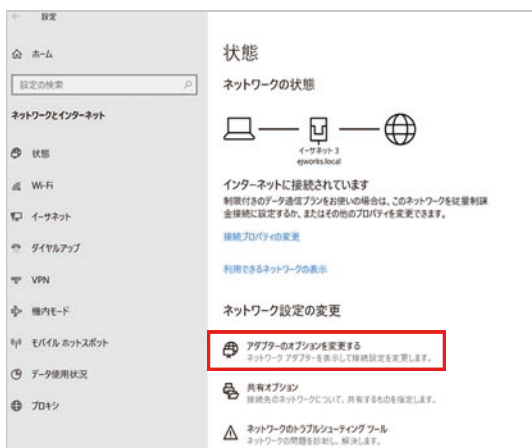 設定
ホーム
設定の検索
ネットワークとインターネット
状態
Wi-Fi
イーサネット
ダイヤルアップ
VPN
機内モード
モバイル ホットスポット
データ使用状況
プロキシ
状態
ネットワークの状態
イーサネット 3
ejworks.local
インターネットに接続されています
制限付きのデータ通信プランをお使いの場合は、このネットワークを従量制課
金接続に設定するか、またはその他のプロパティを変更できます。
接続プロパティの変更
利用できるネットワークの表示
ネットワーク設定の変更
アダプターのオプションを変更する
ネットワーク アダプターを表示して接続設定を変更します。
共有オプション
接続先のネットワークについて、共有するものを指定します。
ネットワークのトラブルシューティング ツール
ネットワークの問題を診断し、解決します。